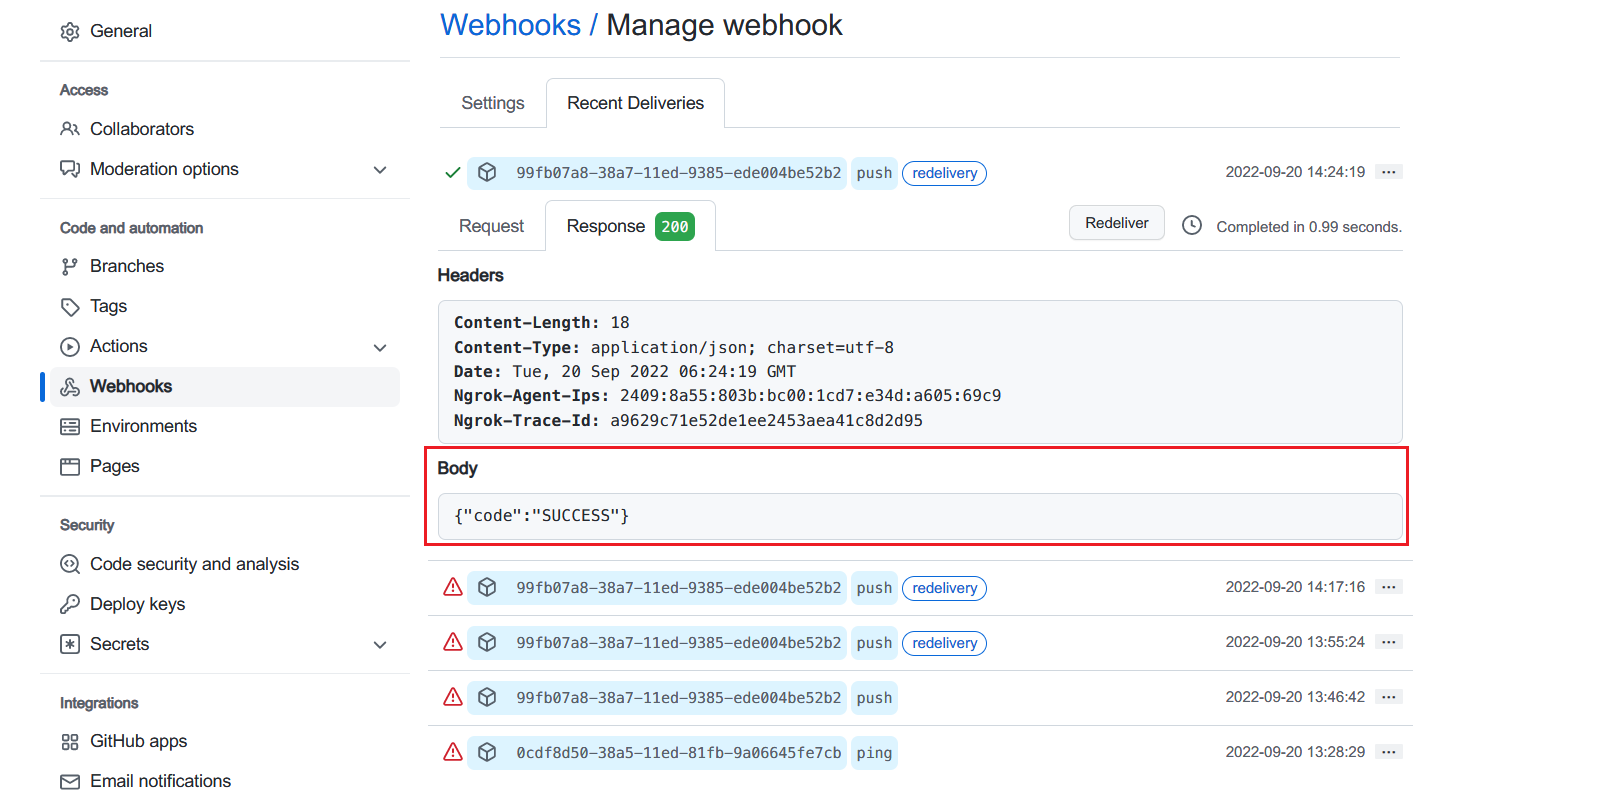 General
Access
Collaborators
Moderation options
Code and automation
Branches
Tags
Actions
Webhooks
Environments
Pages
Security
Code security and analysis
Deploy keys
Secrets
Integrations
GitHub apps
Email notifications
Webhooks / Manage webhook
Settings Recent Deliveries
99fb07a8-38a7-11ed-9385-ede004be52b2 push redelivery 2022-09-20 14:24:19 ...
Request Response 200 Redeliver Completed in 0.99 seconds.
Headers
Content-Length: 18
Content-Type: application/json; charset=utf-8
Date: Tue, 20 Sep 2022 06:24:19 GMT
Ngrok-Agent-Ips: 2409:8a55:803b:bc00:1cd7:e34d:a605:69c9
Ngrok-Trace-Id: a9629c71e52de1ee2453aea41c8d2d95
Body
{"code":"SUCCESS"}
99fb07a8-38a7-11ed-9385-ede004be52b2 push redelivery 2022-09-20 14:17:16 ...
99fb07a8-38a7-11ed-9385-ede004be52b2 push redelivery 2022-09-20 13:55:24 ...
99fb07a8-38a7-11ed-9385-ede004be52b2 push 2022-09-20 13:46:42 ...
0cdf8d50-38a5-11ed-81fb-9a06645fe7cb ping 2022-09-20 13:28:29 ...